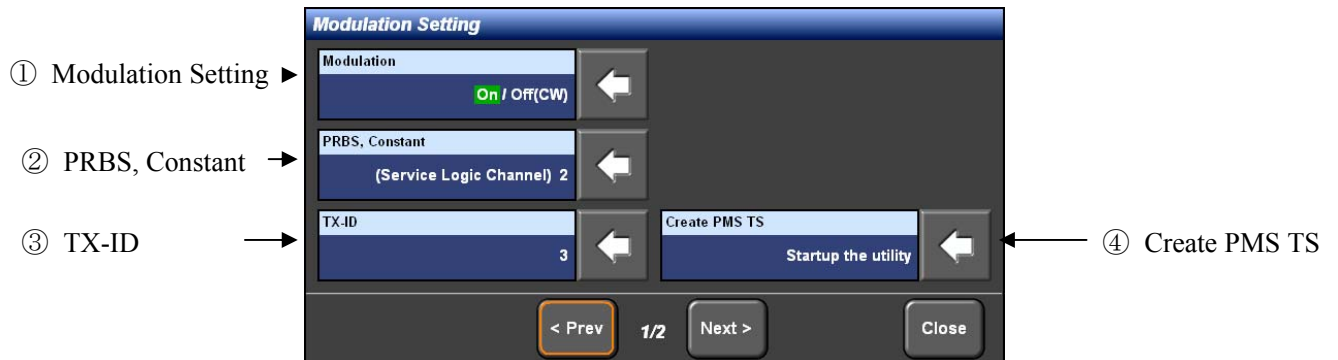 Modulation Setting
① Modulation Setting
Modulation
On / Off(CW)
② PRBS, Constant
PRBS, Constant
(Service Logic Channel) 2
③ TX-ID
TX-ID
3
Create PMS TS
Startup the utility
④ Create PMS TS
< Prev
1/2
Next >
Close